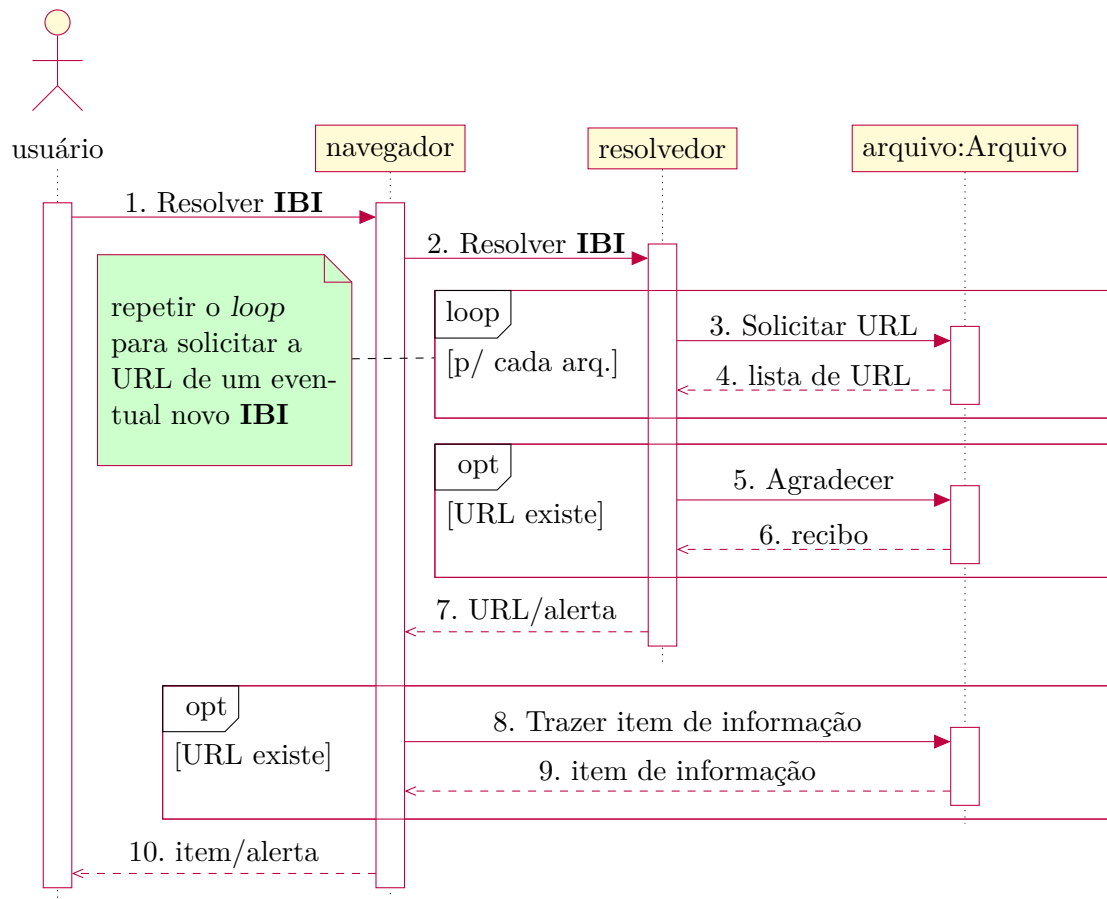 usuário
navegador
resolvedor
arquivo:Arquivo
1. Resolver IBI
2. Resolver IBI
repetir o loop
para solicitar a
URL de um even-
tual novo IBI
loop
[p/ cada arq.]
3. Solicitar URL
4. lista de URL
opt
[URL existe]
5. Agradecer
6. recibo
7. URL/alerta
opt
[URL existe]
8. Trazer item de informação
9. item de informação
10. item/alerta